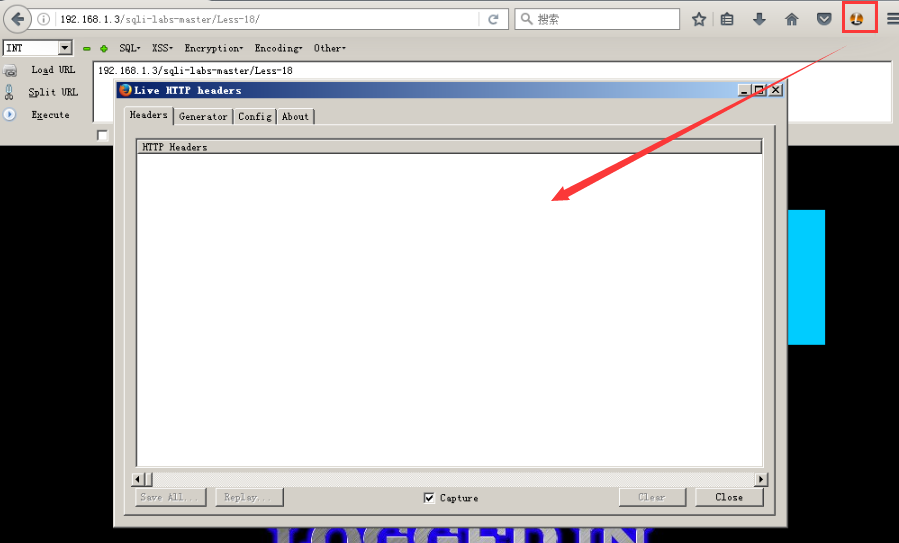 192.168.1.3/sqli-labs-master/Less-18/
搜索
INT SQL▾ XSS▾ Encryption▾ Encoding▾ Other▾
Load URL
192.168.1.3/sqli-labs-master/Less-18
Split URL
Execute
Live HTTP headers
Headers Generator Config About
HTTP Headers
Save All... Replay... Capture Clear Close
LOGGED IN